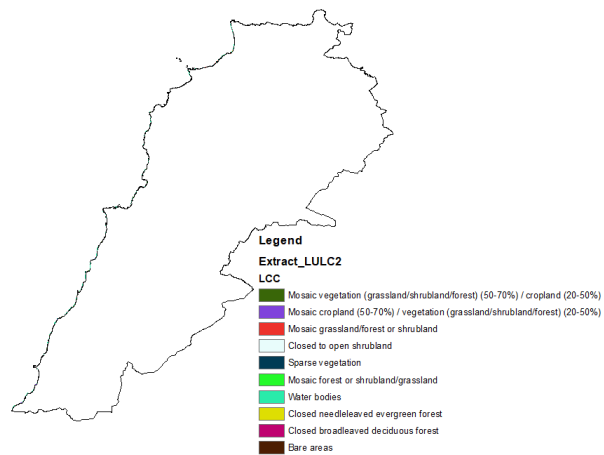 Legend
Extract_LULC2
LCC
Mosaic vegetation (grassland/shrubland/forest) (50-70%) / cropland (20-50%)
Mosaic cropland (50-70%) / vegetation (grassland/shrubland/forest) (20-50%)
Mosaic grassland/forest or shrubland
Closed to open shrubland
Sparse vegetation
Mosaic forest or shrubland/grassland
Water bodies
Closed needleleaved evergreen forest
Closed broadleaved deciduous forest
Bare areas